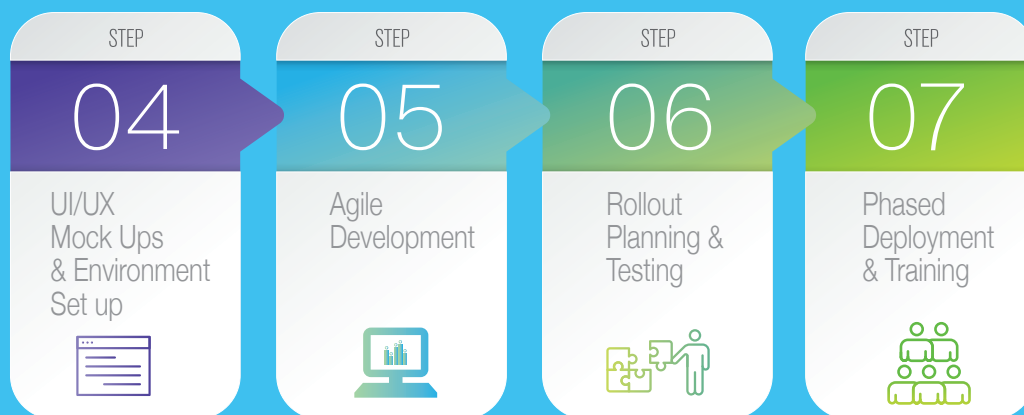 STEP
04
UI/UX
Mock Ups
& Environment
Set up
STEP
05
Agile
Development
STEP
06
Rollout
Planning &
Testing
STEP
07
Phased
Deployment
& Training